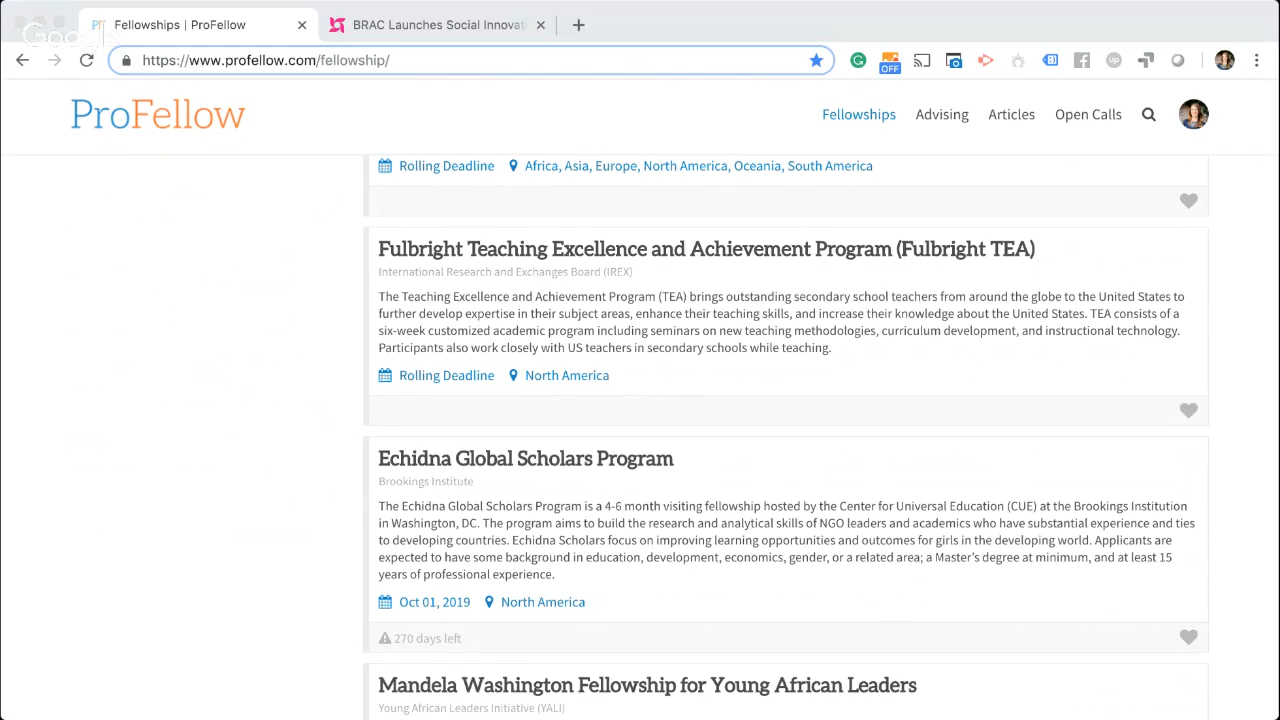 Fellowships | ProFellow
BRAC Launches Social Innovat
https://www.profellow.com/fellowship/
OFF
ProFellow
Fellowships
Advising
Articles
Open Calls
Rolling Deadline
Africa, Asia, Europe, North America, Oceania, South America
Fulbright Teaching Excellence and Achievement Program (Fulbright TEA)
International Research and Exchanges Board (IREX)
The Teaching Excellence and Achievement Program (TEA) brings outstanding secondary school teachers from around the globe to the United States to
further develop expertise in their subject areas, enhance their teaching skills, and increase their knowledge about the United States. TEA consists of a
six-week customized academic program including seminars on new teaching methodologies, curriculum development, and instructional technology.
Participants also work closely with US teachers in secondary schools while teaching.
Rolling Deadline
North America
Echidna Global Scholars Program
Brookings Institute
The Echidna Global Scholars Program is a 4-6 month visiting fellowship hosted by the Center for Universal Education (CUE) at the Brookings Institution
in Washington, DC. The program aims to build the research and analytical skills of NGO leaders and academics who have substantial experience and ties
to developing countries. Echidna Scholars focus on improving learning opportunities and outcomes for girls in the developing world. Applicants are
expected to have some background in education, development, economics, gender, or a related area; a Master's degree at minimum, and at least 15
years of professional experience.
Oct 01, 2019
North America
270 days left
Mandela Washington Fellowship for Young African Leaders
Young African Leaders Initiative (YALI)